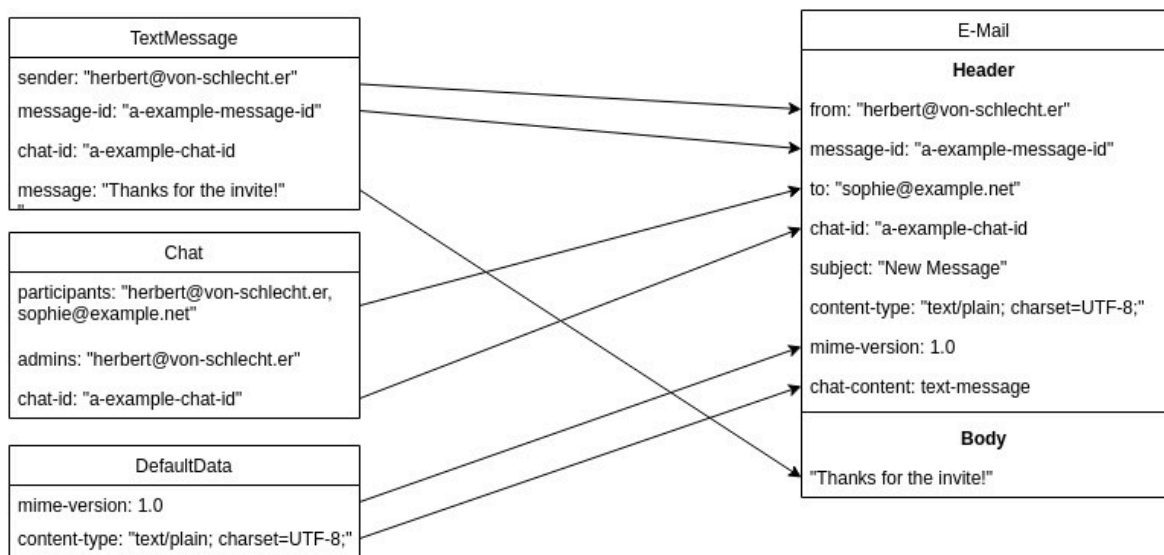 TextMessage
sender: "herbert@von-schlecht.er"
message-id: "a-example-message-id"
chat-id: "a-example-chat-id
message: "Thanks for the invite!"
"
Chat
participants: "herbert@von-schlecht.er,
sophie@example.net"
admins: "herbert@von-schlecht.er"
chat-id: "a-example-chat-id"
DefaultData
mime-version: 1.0
content-type: "text/plain; charset=UTF-8;"
E-Mail
Header
from: "herbert@von-schlecht.er"
message-id: "a-example-message-id"
to: "sophie@example.net"
chat-id: "a-example-chat-id
subject: "New Message"
content-type: "text/plain; charset=UTF-8;"
mime-version: 1.0
chat-content: text-message
Body
"Thanks for the invite!"